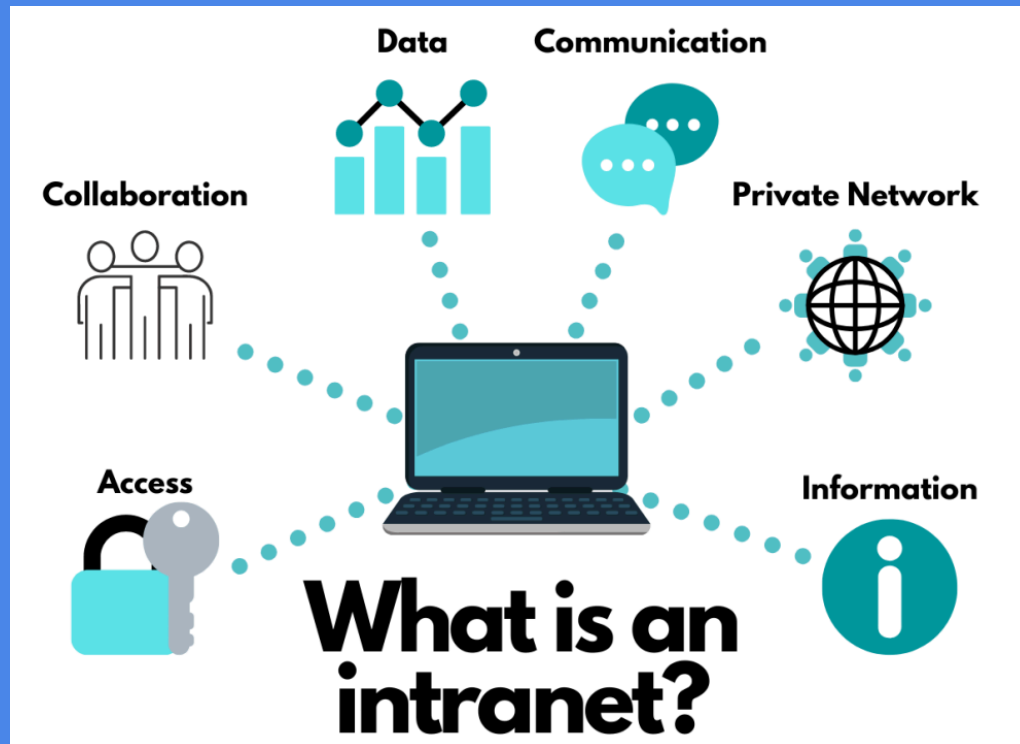 Data
Communication
Collaboration
Private Network
Access
Information
What is an
intranet?